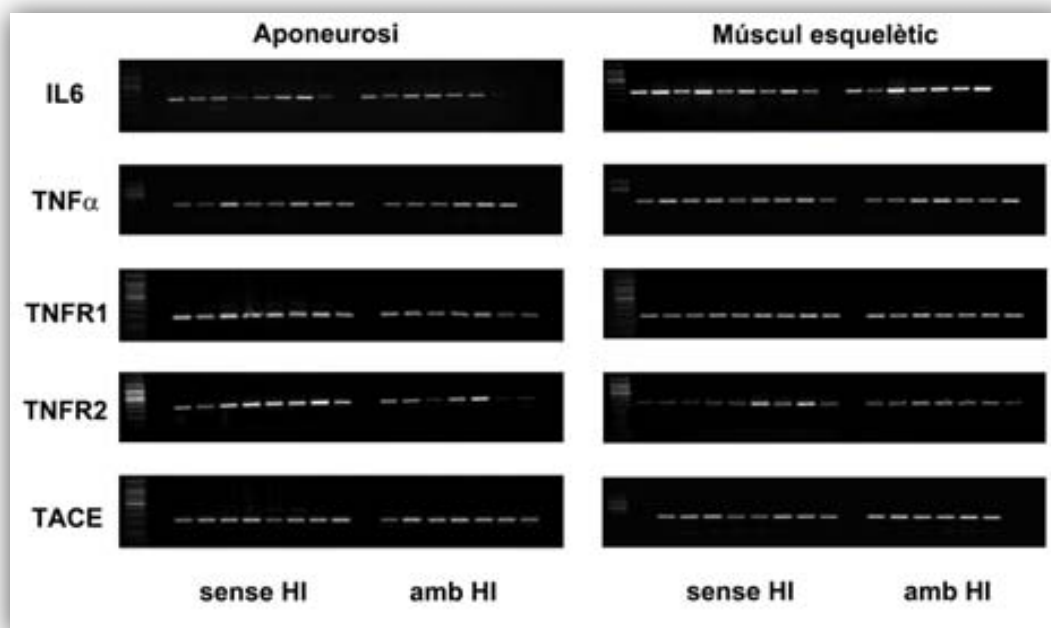 Aponeurosi
Múscul esquelètic
IL6
TNFα
TNFR1
TNFR2
TACE
sense HI amb HI sense HI amb HI